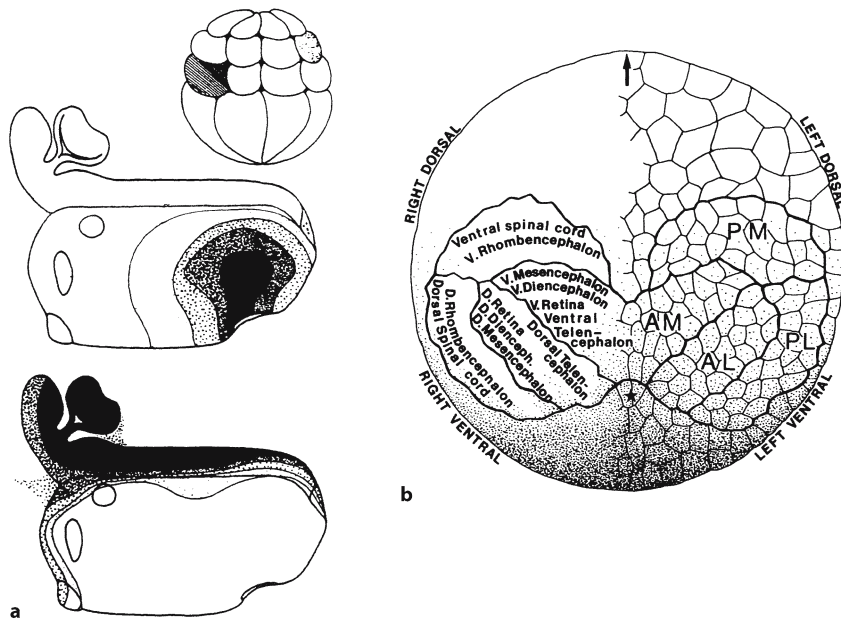 RIGHT DORSAL
LEFT DORSAL
Ventral spinal cord
V. Rhombencephalon
V. Mesencephalon
V. Diencephalon
V. Retina
Ventral
Telen-
cephalon
Dorsal Telen-
cephalon
D. Retina
D. Dienceph.
D. Mesencephalon
D. Rhombencephalon
Dorsal Spinal cord
PM
AM
AL
PL
RIGHT VENTRAL
LEFT VENTRAL
a
b